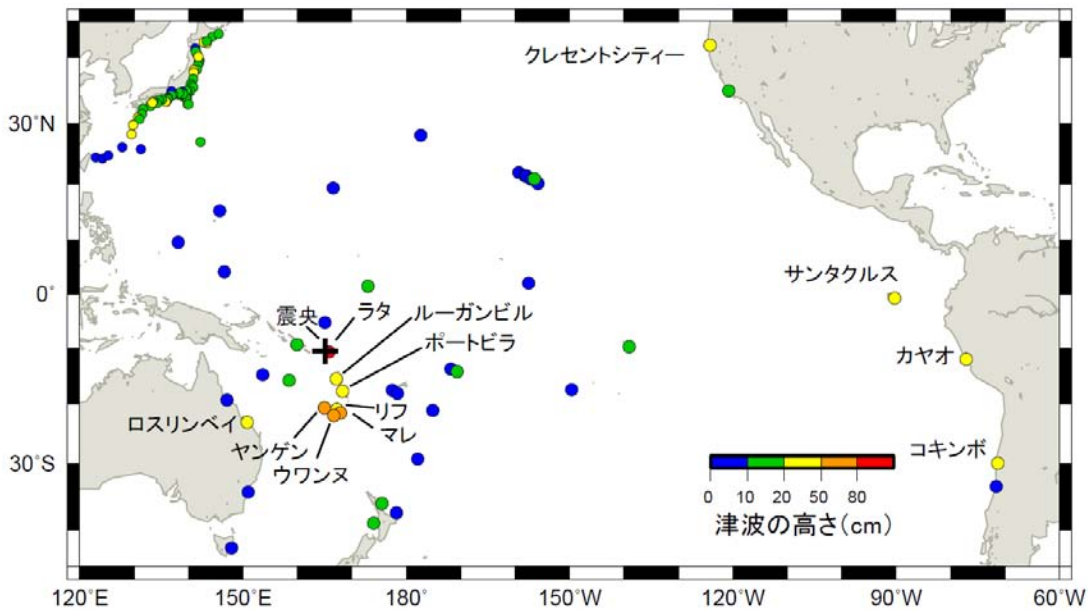 クレセントシティー
30°N
サンタクルス
0°
震央
ラタ
ルーガンビル
ポートビラ
カヤオ
ロスリンベイ
リフ
マレ
ヤンゲン
ウワンヌ
コキンボ
30°S
0 10 20 50 80
津波の高さ(cm)
120°E 150°E 180° 150°W 120°W 90°W 60°W